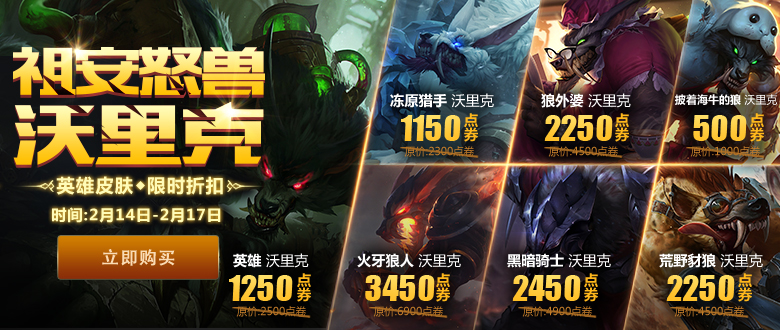 祖安怒兽
沃里克
英雄皮肤◆限时折扣
时间:2月14日-2月17日
立即购买
冻原猎手 沃里克
1150点券
原价:2300点卷
狼外婆 沃里克
2250点券
原价:4500点卷
披着海牛的狼 沃里克
500点券
原价:1000点卷
英雄 沃里克
1250点券
原价:2500点卷
火牙狼人 沃里克
3450点券
原价:6900点卷
黑暗骑士 沃里克
2450点券
原价:4900点卷
荒野豺狼 沃里克
2250点券
原价:4500点卷